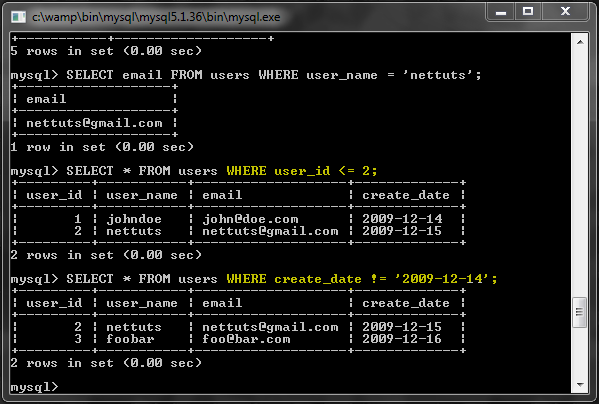 c:\wamp\bin\mysql\mysql5.1.36\bin\mysql.exe
+-----------+---------------------+
5 rows in set (0.00 sec)
mysql> SELECT email FROM users WHERE user_name = 'nettuts';
+-------------------+
| email             |
+-------------------+
| nettuts@gmail.com |
+-------------------+
1 row in set (0.00 sec)
mysql> SELECT * FROM users WHERE user_id <= 2;
+---------+-----------+-------------------+-------------+
| user_id | user_name | email             | create_date |
+---------+-----------+-------------------+-------------+
|       1 | johndoe   | john@doe.com      | 2009-12-14  |
|       2 | nettuts   | nettuts@gmail.com | 2009-12-15  |
+---------+-----------+-------------------+-------------+
2 rows in set (0.00 sec)
mysql> SELECT * FROM users WHERE create_date != '2009-12-14';
+---------+-----------+-------------------+-------------+
| user_id | user_name | email             | create_date |
+---------+-----------+-------------------+-------------+
|       2 | nettuts   | nettuts@gmail.com | 2009-12-15  |
|       3 | foobar    | foo@bar.com       | 2009-12-16  |
+---------+-----------+-------------------+-------------+
2 rows in set (0.00 sec)
mysql>